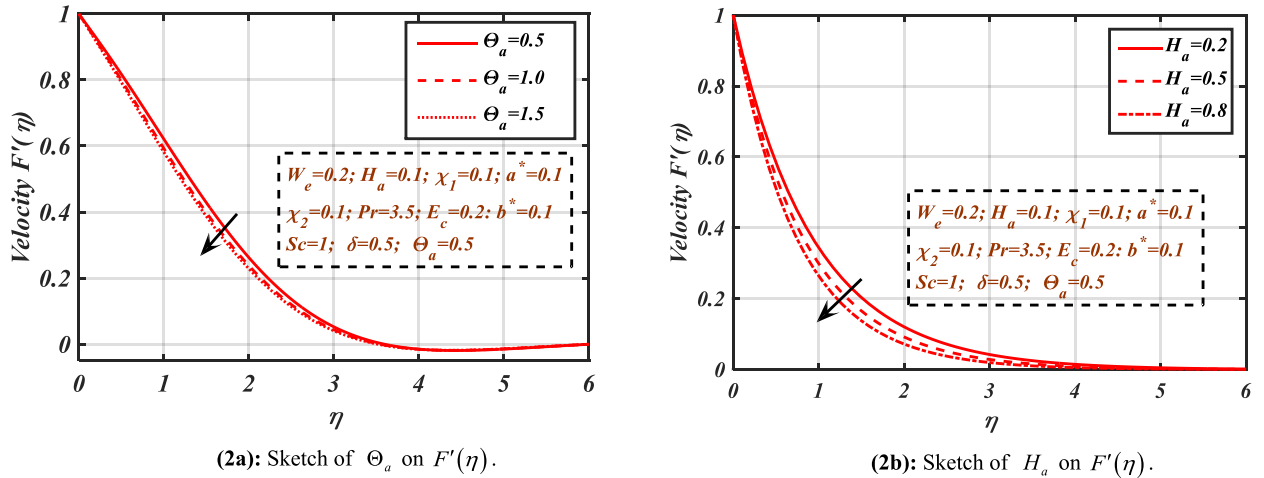 1
0.8
0.6
0.4
0.2
0
0
1
2
3
4
5
6
Velocity F'(η)
η
Θa=0.5
Θa=1.0
Θa=1.5
We=0.2; Ha=0.1; χ1=0.1; a*=0.1
χ2=0.1; Pr=3.5; Ec=0.2: b*=0.1
Sc=1; δ=0.5; Θa=0.5
(2a): Sketch of Θa on F'(η).
1
0.8
0.6
0.4
0.2
0
0
1
2
3
4
5
6
Velocity F'(η)
η
Ha=0.2
Ha=0.5
Ha=0.8
We=0.2; Ha=0.1; χ1=0.1; a*=0.1
χ2=0.1; Pr=3.5; Ec=0.2: b*=0.1
Sc=1; δ=0.5; Θa=0.5
(2b): Sketch of Ha on F'(η).